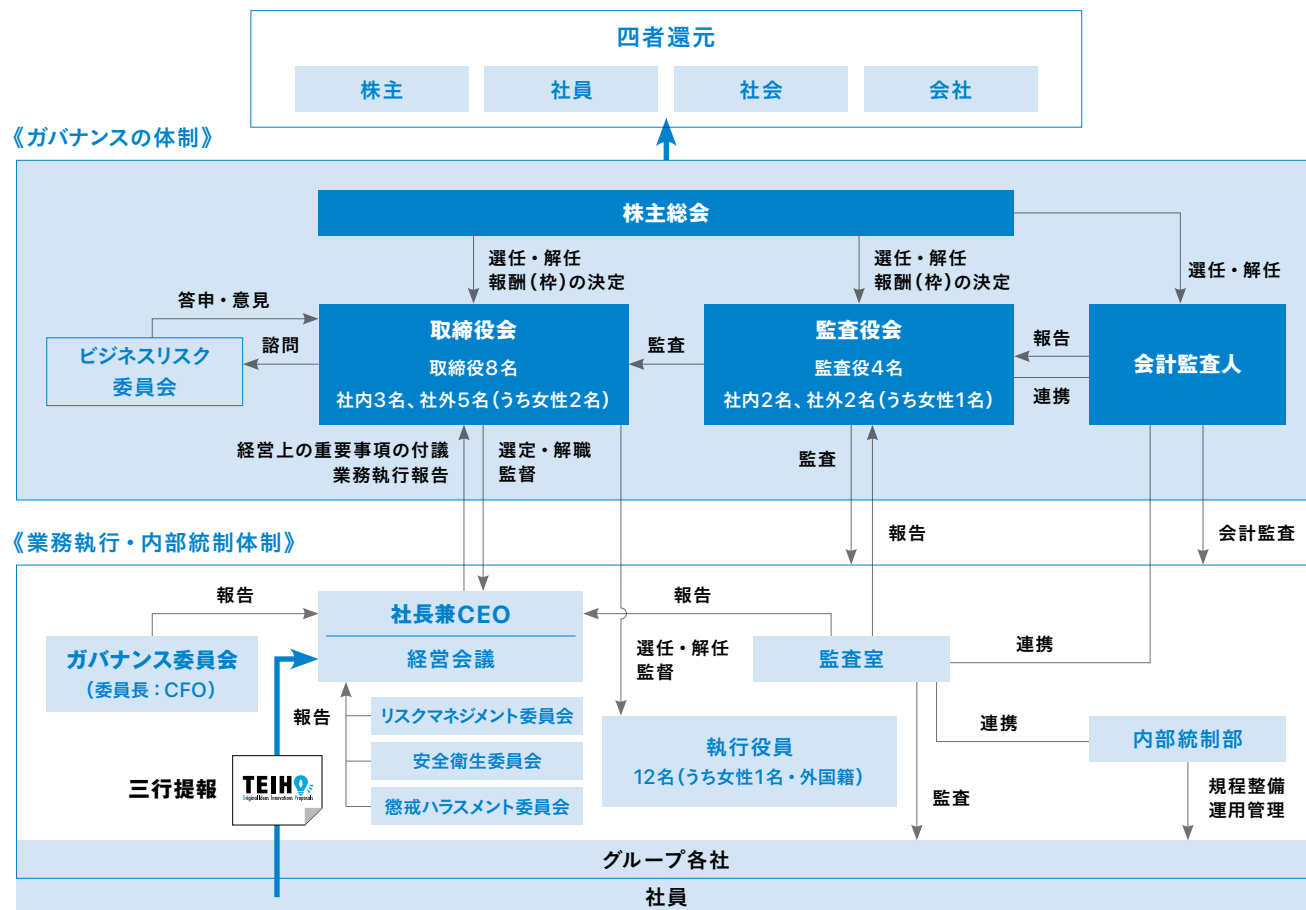 四者還元
株主
社員
社会
会社
《ガバナンスの体制》
株主総会
選任・解任
報酬(枠)の決定
選任・解任
報酬(枠)の決定
選任・解任
答申・意見
諮問
ビジネスリスク
委員会
取締役会
取締役8名
社内3名、社外5名(うち女性2名)
監査
監査役会
監査役4名
社内2名、社外2名(うち女性1名)
報告
連携
会計監査人
経営上の重要事項の付議
業務執行報告
選定・解職
監督
監査
《業務執行・内部統制体制》
報告
会計監査
報告
社長兼CEO
経営会議
報告
ガバナンス委員会
(委員長:CFO)
選任・解任
監督
監査室
連携
報告
リスクマネジメント委員会
安全衛生委員会
懲戒ハラスメント委員会
執行役員
12名(うち女性1名・外国籍)
連携
内部統制部
三行提報
TEIHO
Original Ideas Innovations Proposals
監査
規程整備
運用管理
グループ各社
社員